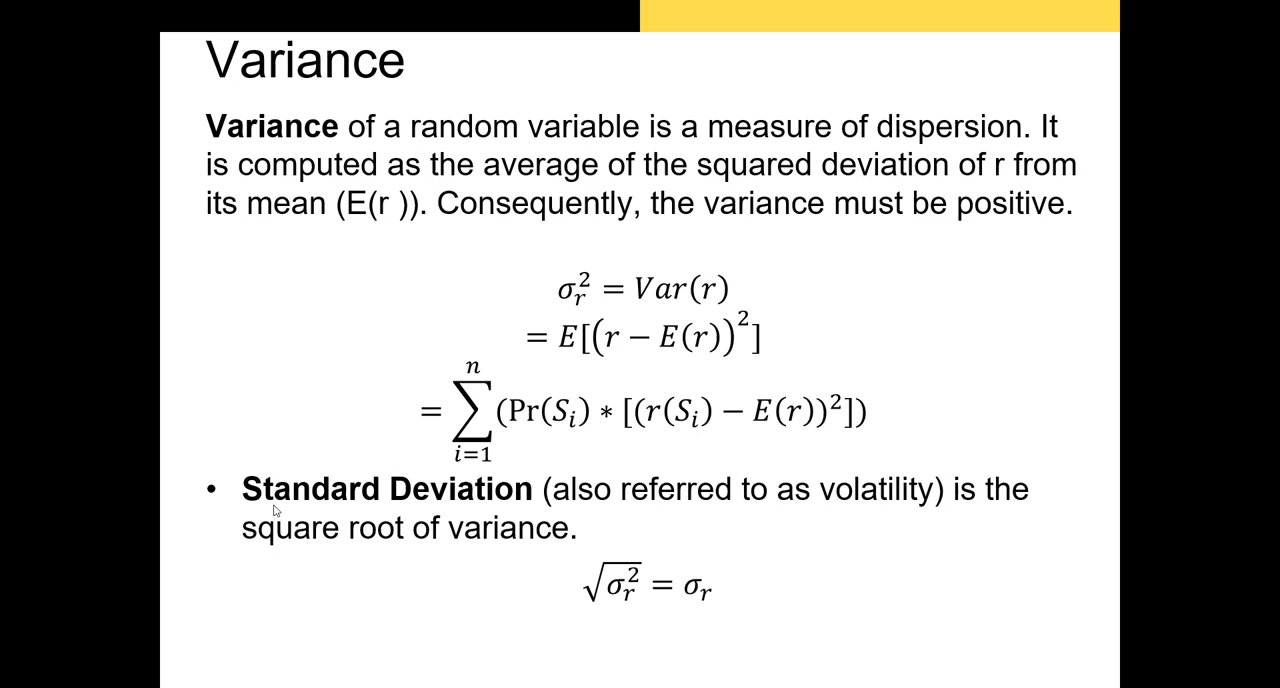 Variance
Variance of a random variable is a measure of dispersion. It
is computed as the average of the squared deviation of r from
its mean (E(r )). Consequently, the variance must be positive.
σ_r^2 = Var(r)
= E[(r − E(r))^2]
= ∑_{i=1}^{n} (Pr(S_i) ∗ [(r(S_i) − E(r))^2])
• Standard Deviation (also referred to as volatility) is the
square root of variance.
√(σ_r^2) = σ_r